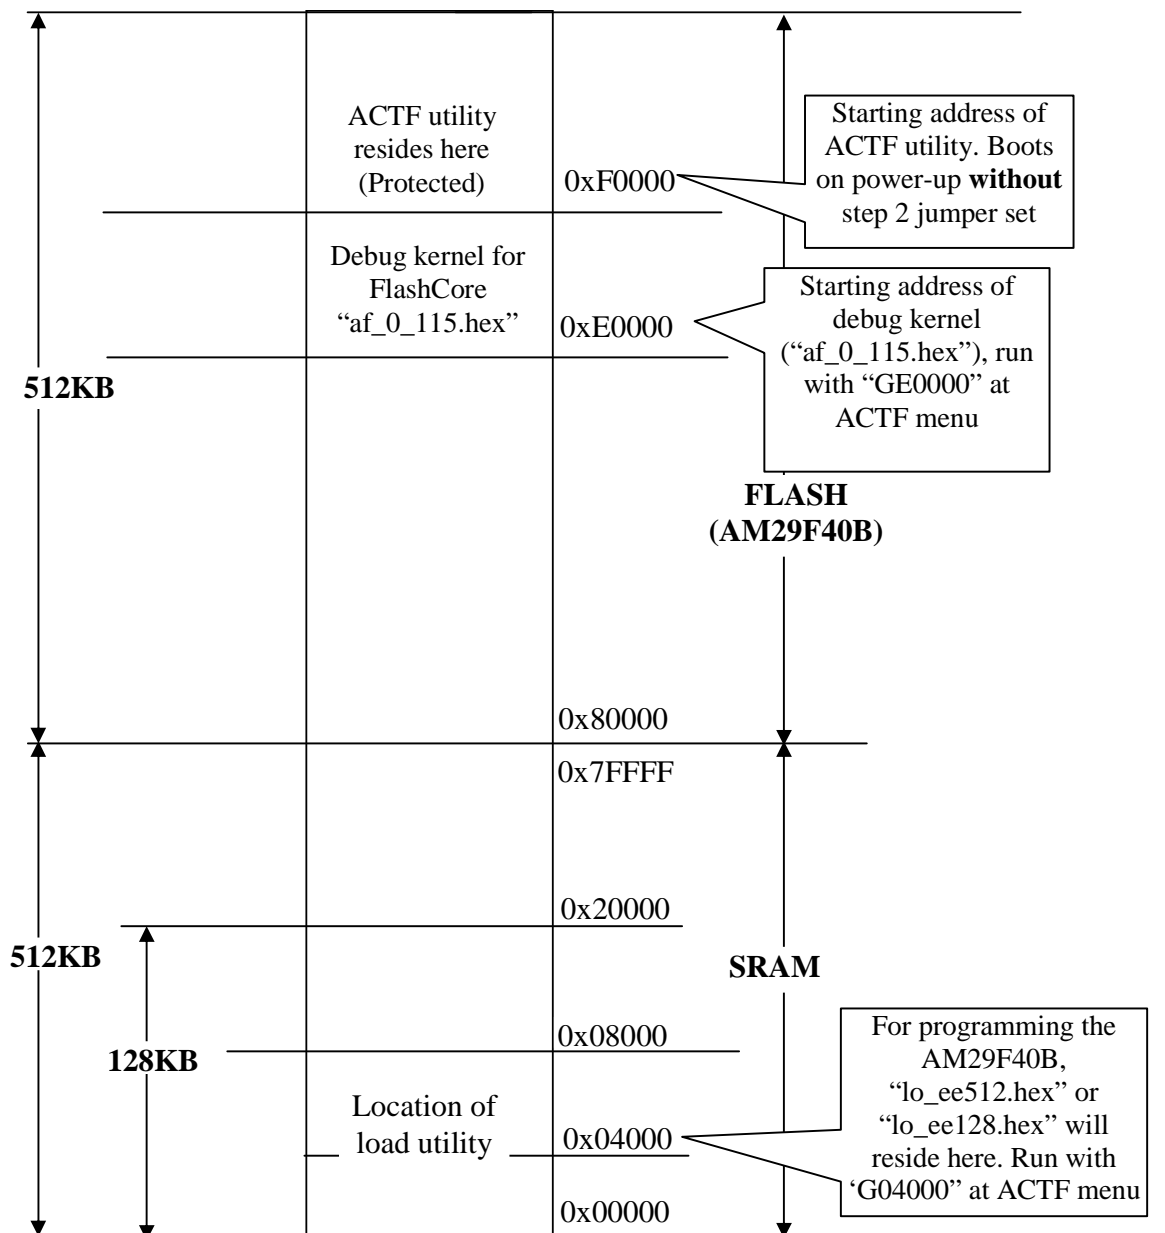 ACTF utility
resides here
(Protected)
0xF0000
Starting address of
ACTF utility. Boots
on power-up without
step 2 jumper set
Debug kernel for
FlashCore
“af_0_115.hex”
0xE0000
Starting address of
debug kernel
(“af_0_115.hex”), run
with “GE0000” at
ACTF menu
512KB
FLASH
(AM29F40B)
0x80000
0x7FFFF
0x20000
512KB
SRAM
128KB
0x08000
Location of
load utility
0x04000
For programming the
AM29F40B,
“lo_ee512.hex” or
“lo_ee128.hex” will
reside here. Run with
‘G04000” at ACTF menu
0x00000